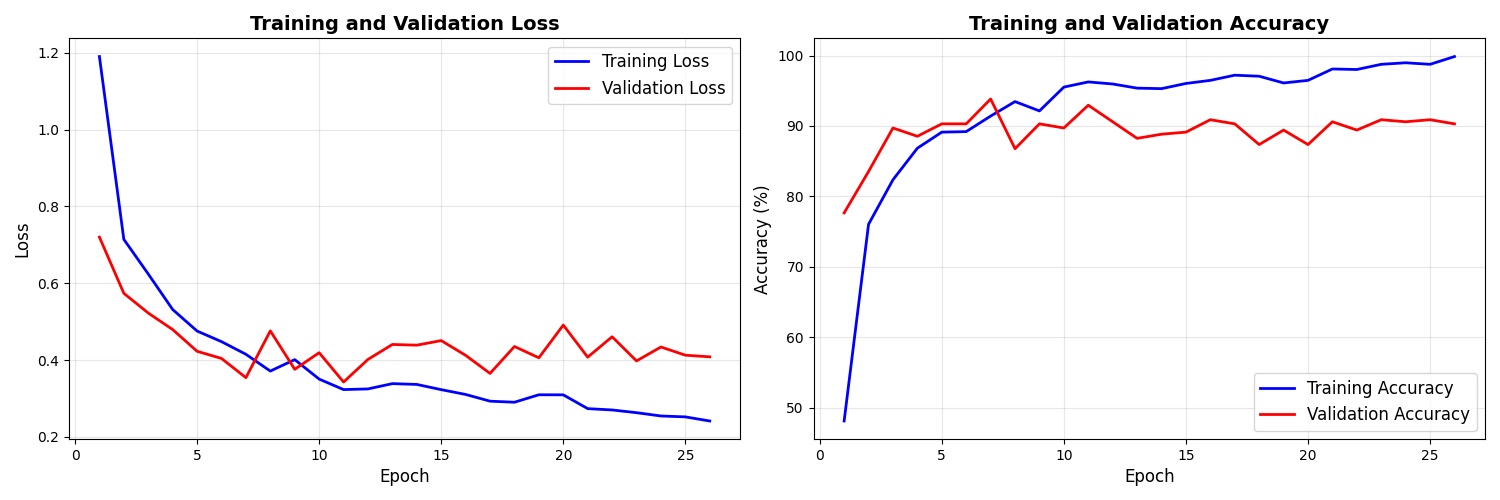 Training and Validation Loss
1.2
1.0
0.8
0.6
0.4
0.2
Loss
Training Loss
Validation Loss
0 5 10 15 20 25
Epoch
Training and Validation Accuracy
100
90
80
70
60
50
Accuracy (%)
Training Accuracy
Validation Accuracy
0 5 10 15 20 25
Epoch